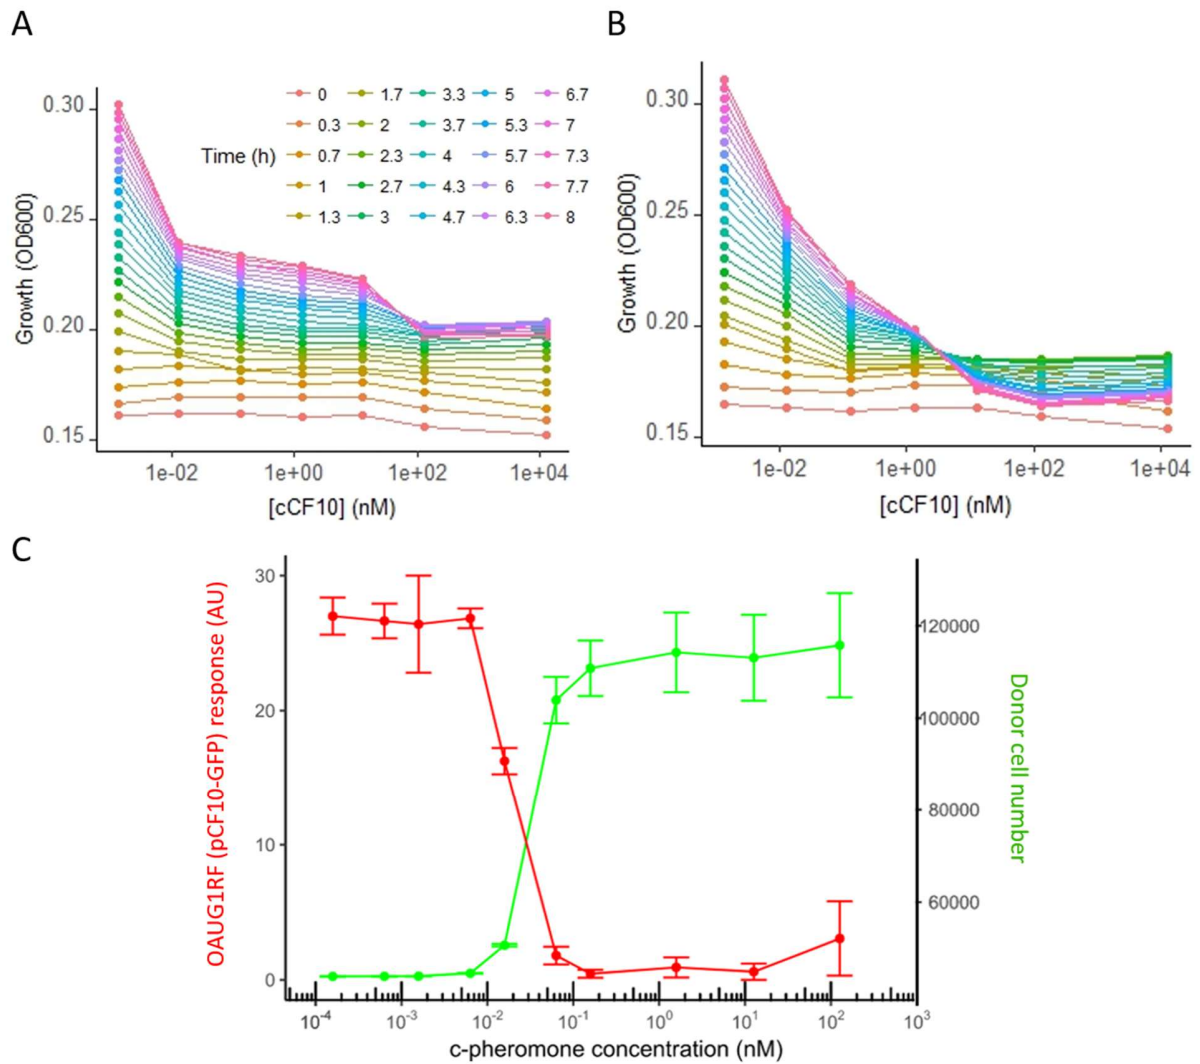 A
B
0.30
0.25
0.20
0.15
Growth (OD600)
1e-02 1e+00 1e+02 1e+04
[cCF10] (nM)
Time (h)
0 1.7 3.3 5 6.7
0.3 2 3.7 5.3 7
0.7 2.3 4 5.7 7.3
1 2.7 4.3 6 7.7
1.3 3 4.7 6.3 8
0.30
0.25
0.20
0.15
Growth (OD600)
1e-02 1e+00 1e+02 1e+04
[cCF10] (nM)
C
OAUG1RF (pCF10-GFP) response (AU)
30
20
10
0
120000
100000
80000
60000
Donor cell number
10⁻⁴ 10⁻³ 10⁻² 10⁻¹ 10⁰ 10¹ 10² 10³
c-pheromone concentration (nM)